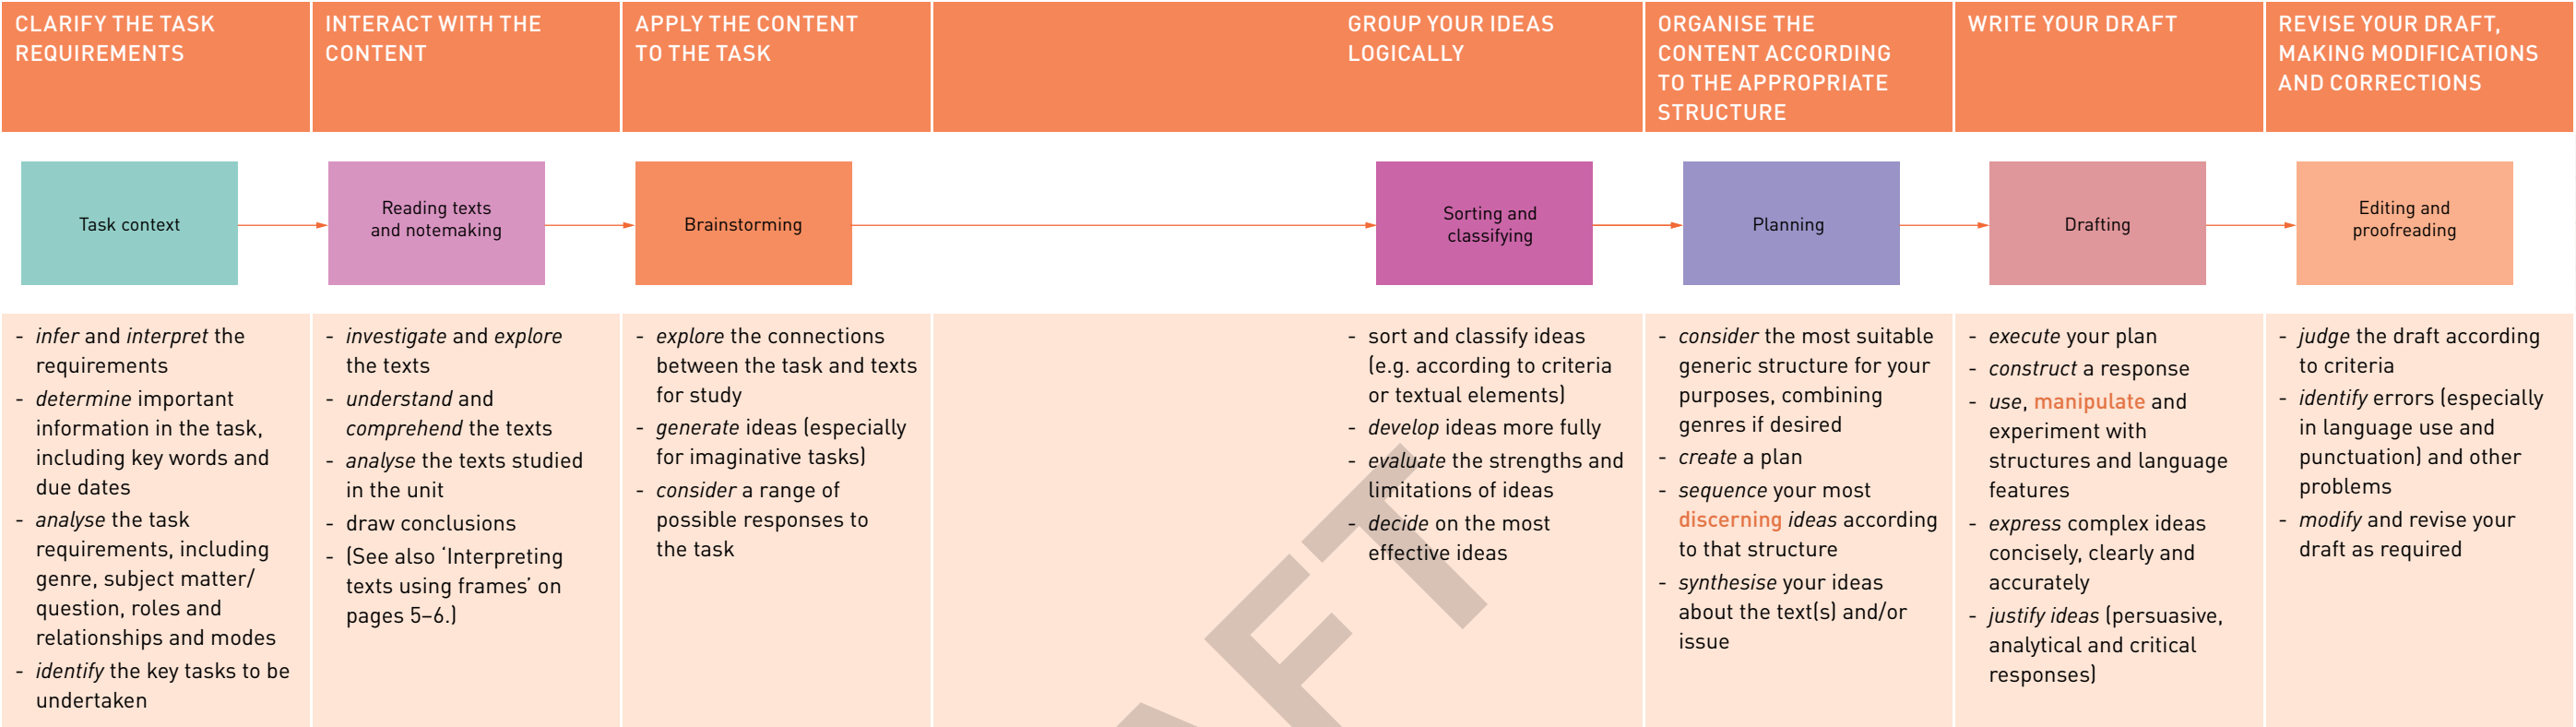 CLARIFY THE TASK
REQUIREMENTS
INTERACT WITH THE
CONTENT
APPLY THE CONTENT
TO THE TASK
GROUP YOUR IDEAS
LOGICALLY
ORGANISE THE
CONTENT ACCORDING
TO THE APPROPRIATE
STRUCTURE
WRITE YOUR DRAFT
REVISE YOUR DRAFT,
MAKING MODIFICATIONS
AND CORRECTIONS
Task context
Reading texts
and notemaking
Brainstorming
Sorting and
classifying
Planning
Drafting
Editing and
proofreading
- infer and interpret the
requirements
- determine important
information in the task,
including key words and
due dates
- analyse the task
requirements, including
genre, subject matter/
question, roles and
relationships and modes
- identify the key tasks to be
undertaken
- investigate and explore
the texts
- understand and
comprehend the texts
- analyse the texts studied
in the unit
- draw conclusions
- (See also ‘Interpreting
texts using frames’ on
pages 5–6.)
- explore the connections
between the task and texts
for study
- generate ideas (especially
for imaginative tasks)
- consider a range of
possible responses to
the task
- sort and classify ideas
(e.g. according to criteria
or textual elements)
- develop ideas more fully
- evaluate the strengths and
limitations of ideas
- decide on the most
effective ideas
- consider the most suitable
generic structure for your
purposes, combining
genres if desired
- create a plan
- sequence your most
discerning ideas according
to that structure
- synthesise your ideas
about the text(s) and/or
issue
- execute your plan
- construct a response
- use, manipulate and
experiment with
structures and language
features
- express complex ideas
concisely, clearly and
accurately
- justify ideas (persuasive,
analytical and critical
responses)
- judge the draft according
to criteria
- identify errors (especially
in language use and
punctuation) and other
problems
- modify and revise your
draft as required
AFT